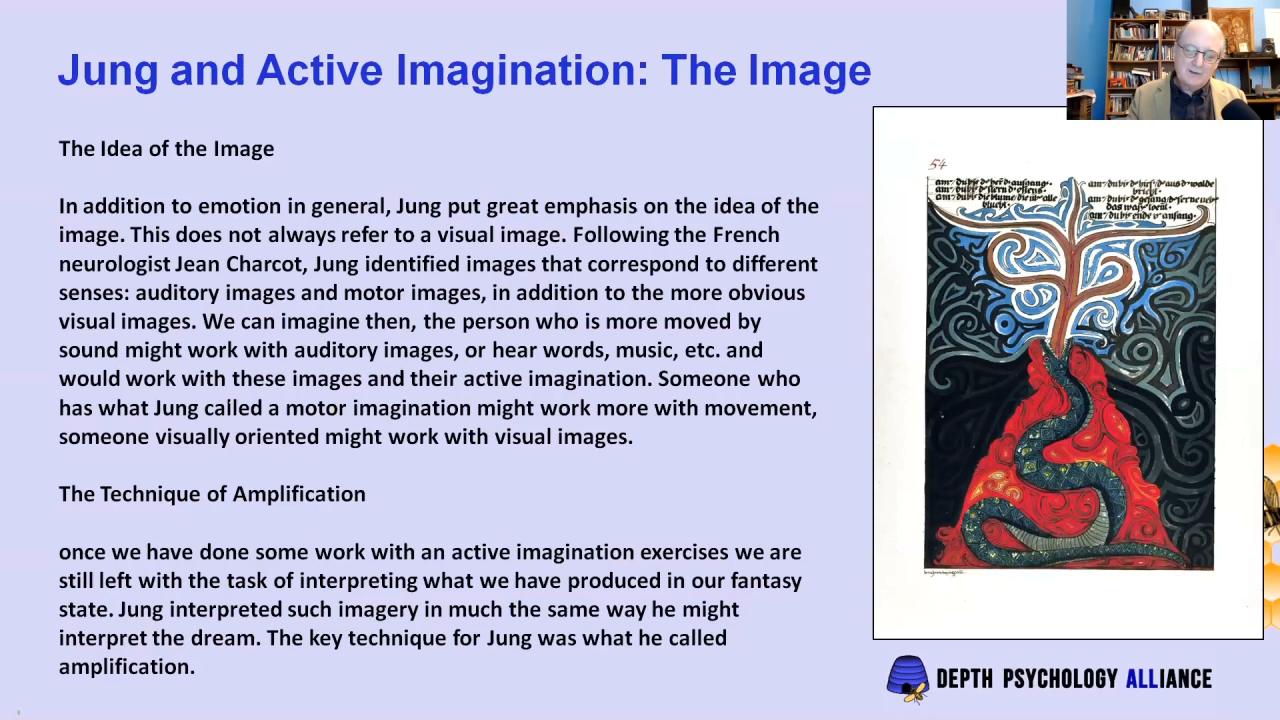 Jung and Active Imagination: The Image
The Idea of the Image
In addition to emotion in general, Jung put great emphasis on the idea of the
image. This does not always refer to a visual image. Following the French
neurologist Jean Charcot, Jung identified images that correspond to different
senses: auditory images and motor images, in addition to the more obvious
visual images. We can imagine then, the person who is more moved by
sound might work with auditory images, or hear words, music, etc. and
would work with these images and their active imagination. Someone who
has what Jung called a motor imagination might work more with movement,
someone visually oriented might work with visual images.
The Technique of Amplification
once we have done some work with an active imagination exercises we are
still left with the task of interpreting what we have produced in our fantasy
state. Jung interpreted such imagery in much the same way he might
interpret the dream. The key technique for Jung was what he called
amplification.
54
DEPTH PSYCHOLOGY ALLIANCE